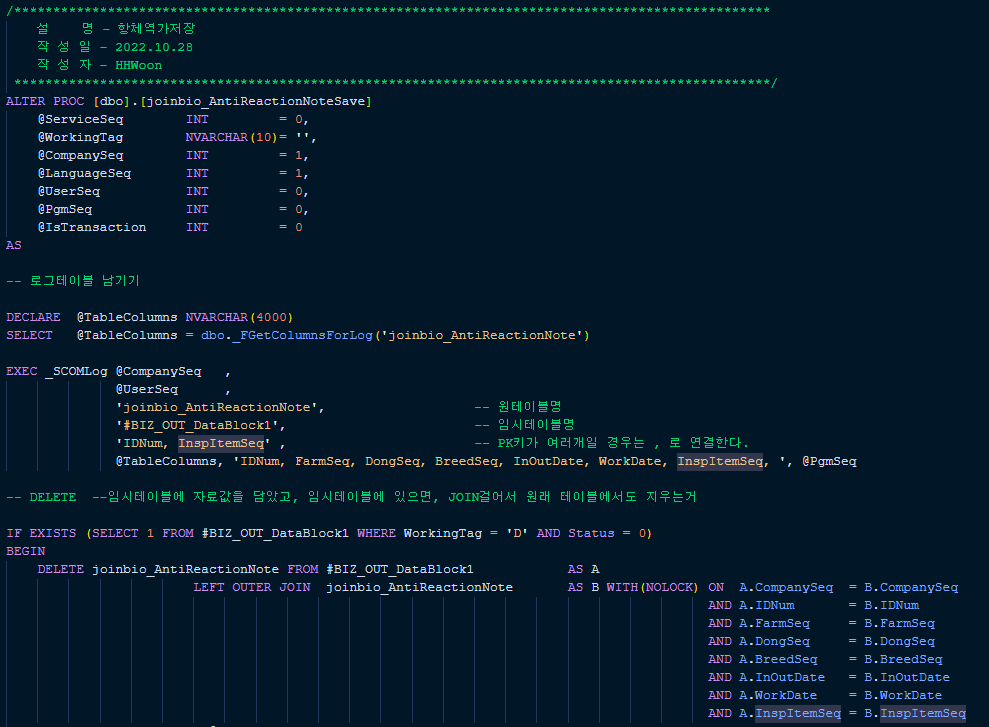 /*************************************************************************************************
설 명 - 항체역가저장
작 성 일 - 2022.10.28
작 성 자 - HHWoon
*************************************************************************************************/
ALTER PROC [dbo].[joinbio_AntiReactionNoteSave]
@ServiceSeq INT = 0,
@WorkingTag NVARCHAR(10)= '',
@CompanySeq INT = 1,
@LanguageSeq INT = 1,
@UserSeq INT = 0,
@PgmSeq INT = 0,
@IsTransaction INT = 0
AS
-- 로그테이블 남기기
DECLARE @TableColumns NVARCHAR(4000)
SELECT @TableColumns = dbo._FGetColumnsForLog('joinbio_AntiReactionNote')
EXEC _SCOMLog @CompanySeq ,
@UserSeq ,
'joinbio_AntiReactionNote', -- 원테이블명
'#BIZ_OUT_DataBlock1', -- 임시테이블명
'IDNum, InspItemSeq' , -- PK키가 여러개일 경우는 , 로 연결한다.
@TableColumns, 'IDNum, FarmSeq, DongSeq, BreedSeq, InOutDate, WorkDate, InspItemSeq, ', @PgmSeq
-- DELETE --임시테이블에 자료값을 담았고, 임시테이블에 있으면, JOIN걸어서 원래 테이블에서도 지우는거
IF EXISTS (SELECT 1 FROM #BIZ_OUT_DataBlock1 WHERE WorkingTag = 'D' AND Status = 0)
BEGIN
DELETE joinbio_AntiReactionNote FROM #BIZ_OUT_DataBlock1 AS A
LEFT OUTER JOIN joinbio_AntiReactionNote AS B WITH(NOLOCK) ON A.CompanySeq = B.CompanySeq
AND A.IDNum = B.IDNum
AND A.FarmSeq = B.FarmSeq
AND A.DongSeq = B.DongSeq
AND A.BreedSeq = B.BreedSeq
AND A.InOutDate = B.InOutDate
AND A.WorkDate = B.WorkDate
AND A.InspItemSeq = B.InspItemSeq